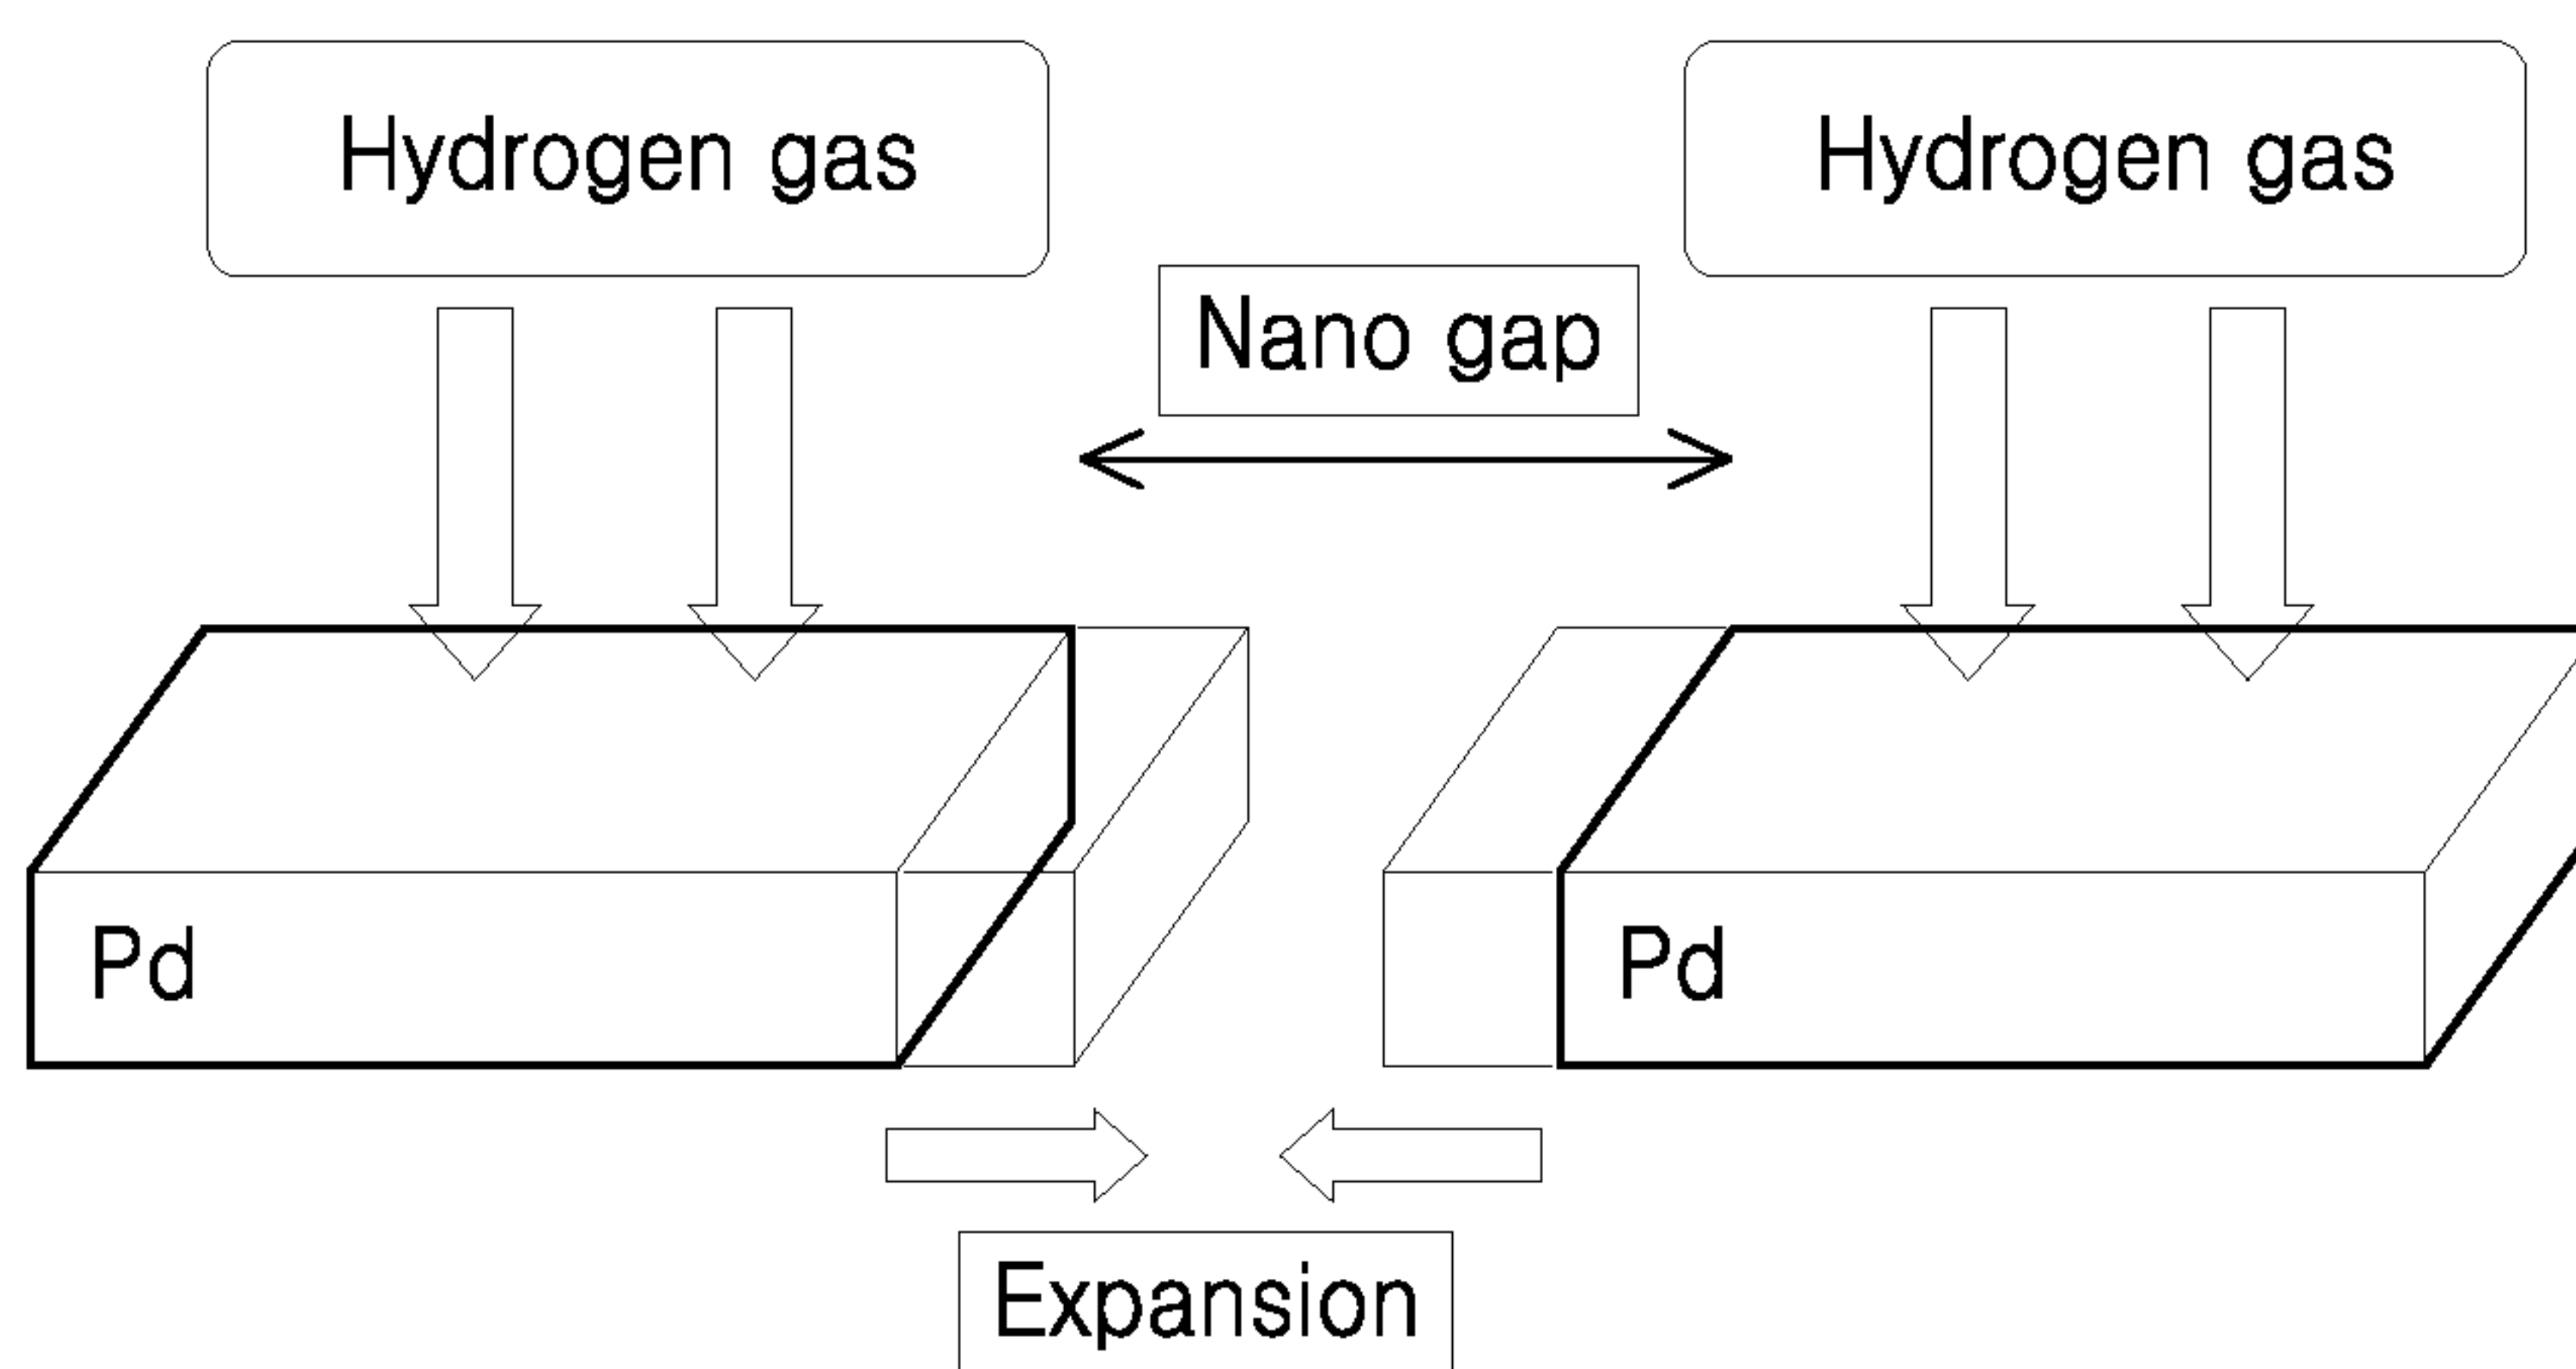 Hydrogen gas
Hydrogen gas
Nano gap
Pd
Pd
Expansion